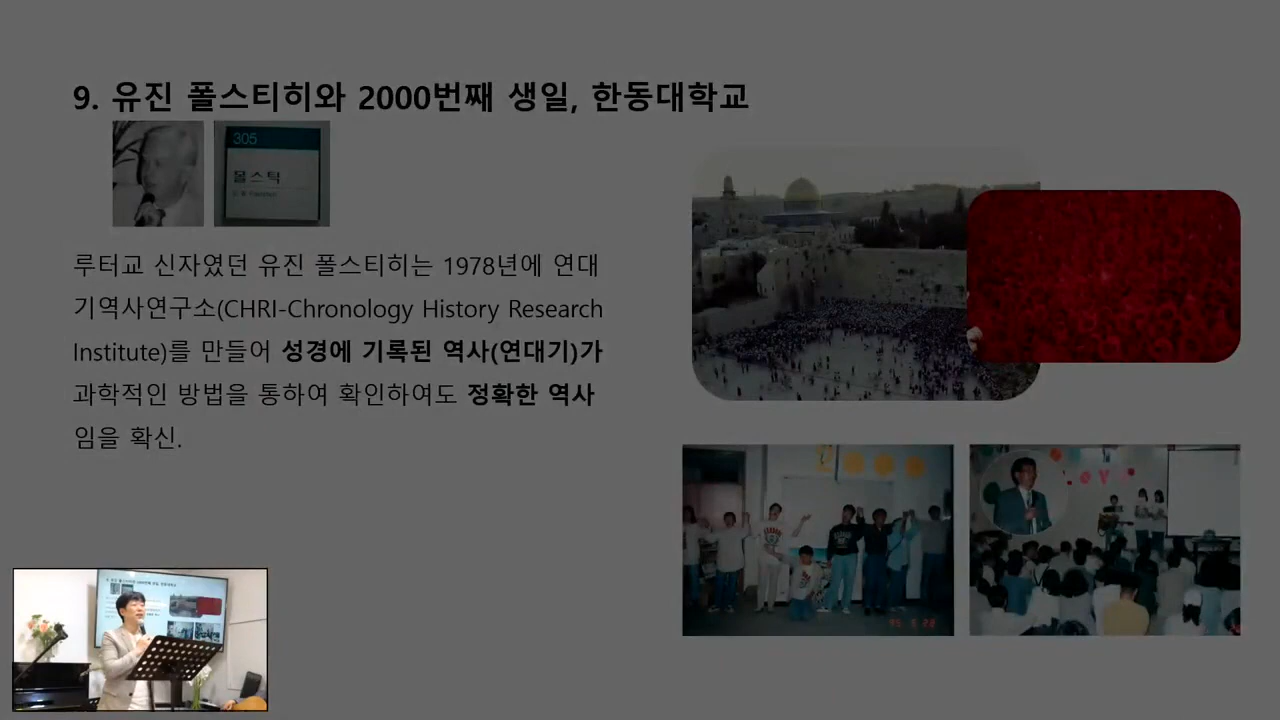 9. 유진 폴스티히와 2000번째 생일, 한동대학교
305
폴스틱
루터교 신자였던 유진 폴스티히는 1978년에 연대
기역사연구소(CHRI-Chronology History Research
Institute)를 만들어 성경에 기록된 역사(연대기)가
과학적인 방법을 통하여 확인하여도 정확한 역사
임을 확신.